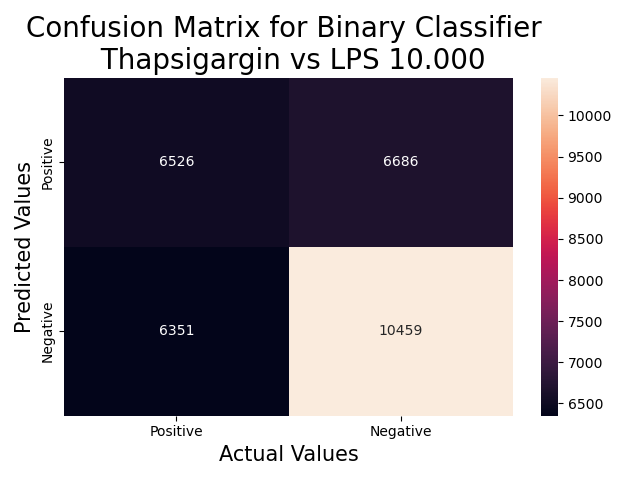 Confusion Matrix for Binary Classifier
Thapsigargin vs LPS 10.000
Predicted Values
Positive
Negative
6526
6686
6351
10459
Positive
Negative
Actual Values
10000
9500
9000
8500
8000
7500
7000
6500